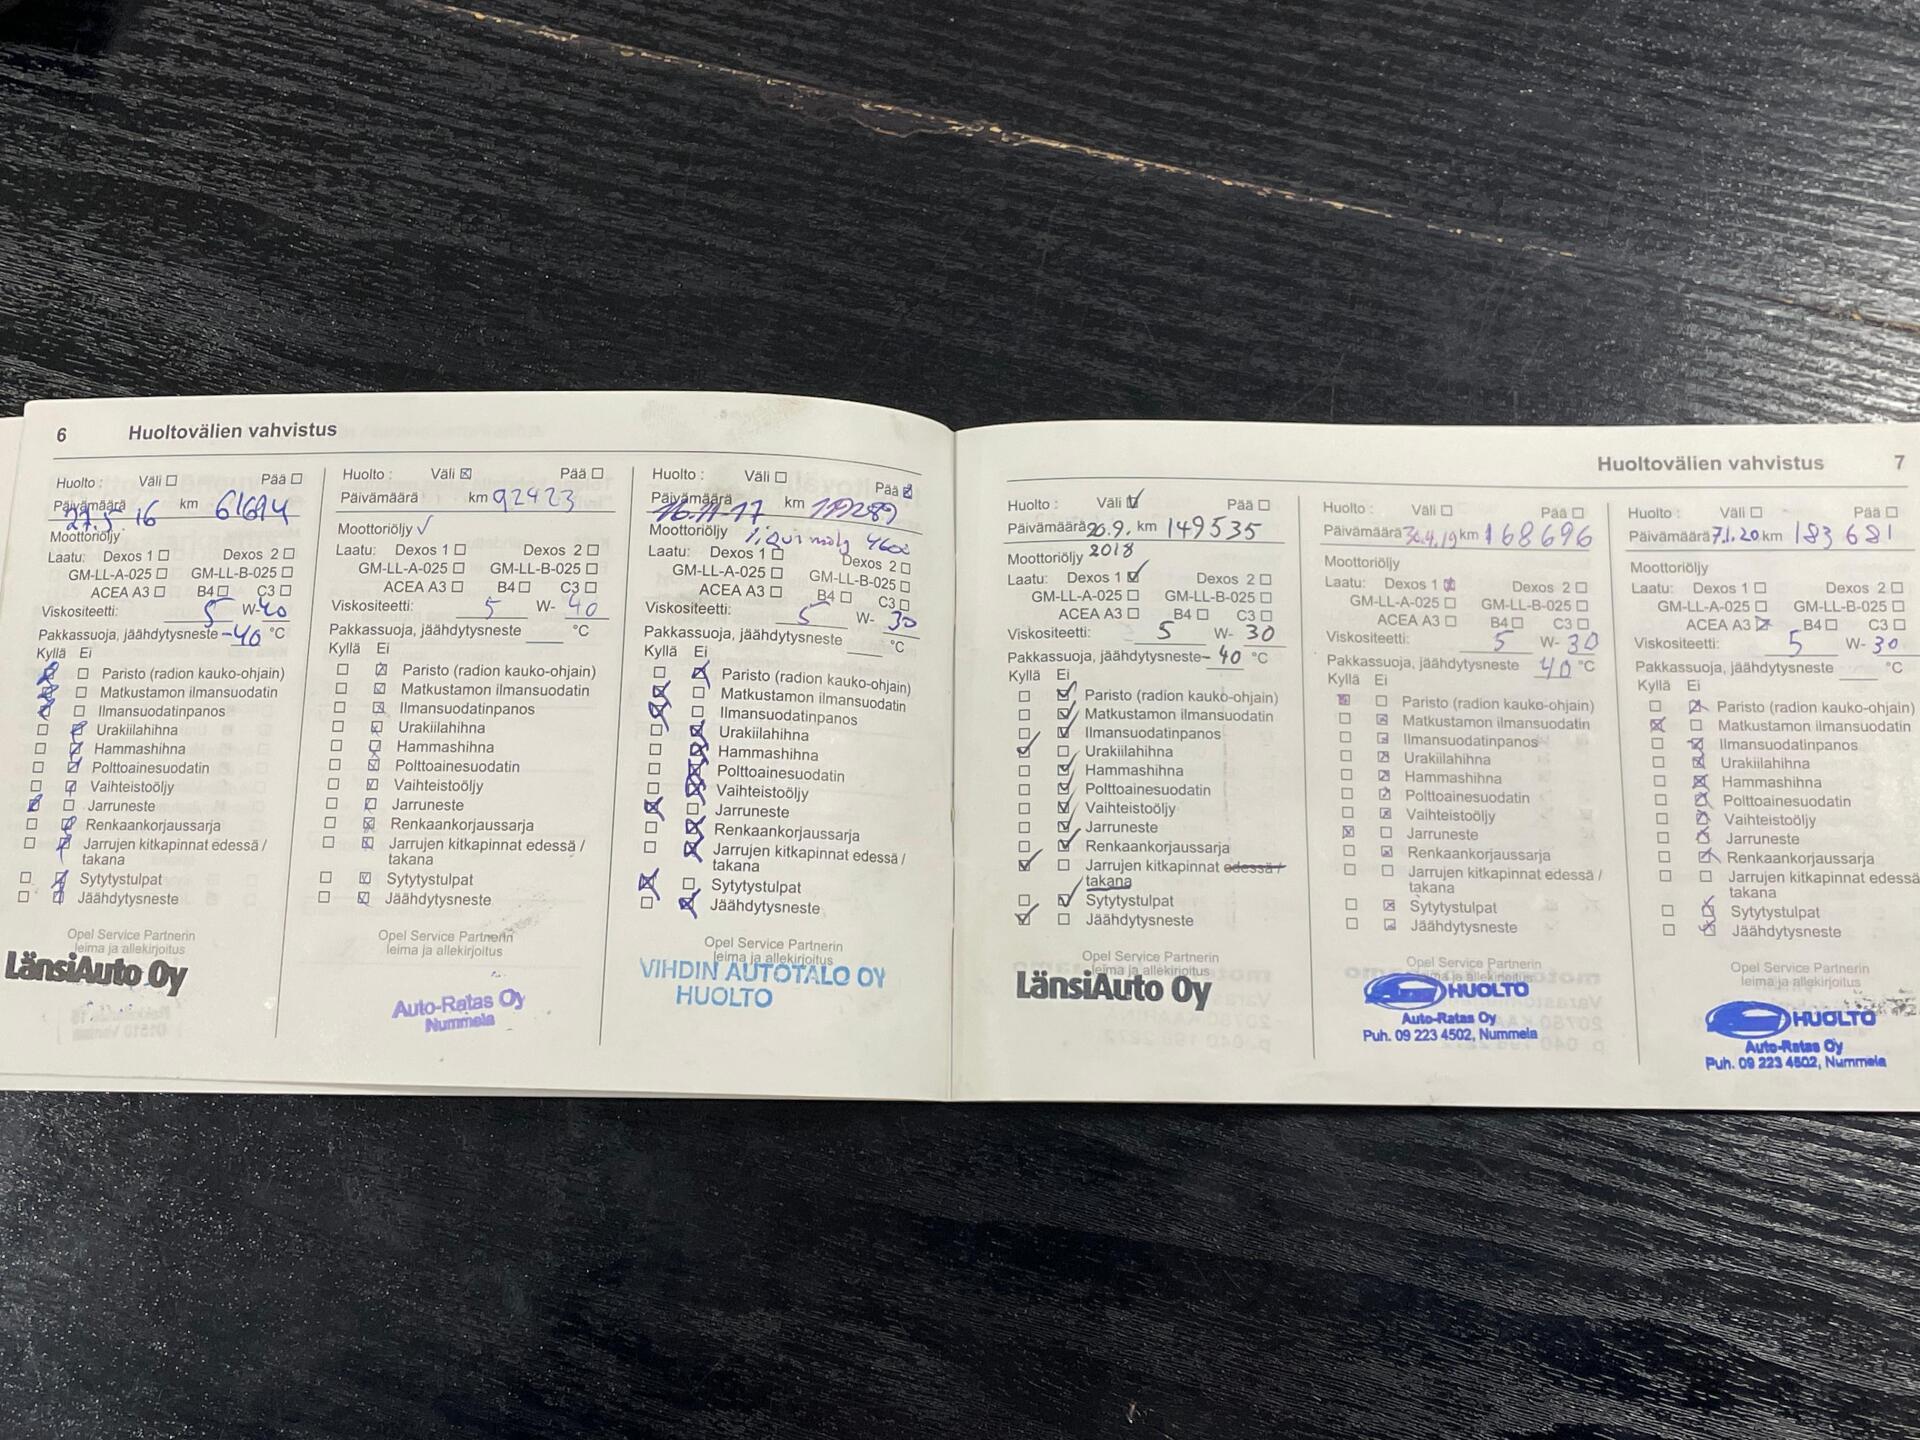 6 Huoltovälien vahvistus
Huolto : Väli Pää
Päivämäärä km 61694
27.5 16
Moottoriöljy
Laatu: Dexos 1 Dexos 2
GM-LL-A-025 GM-LL-B-025
ACEA A3 B4 C3
Viskositeetti: 5 W-40
Pakkassuoja, jäähdytysneste -40 °C
Kyllä Ei
Paristo (radion kauko-ohjain)
Matkustamon ilmansuodatin
Ilmansuodatinpanos
Urakiilahihna
Hammashihna
Polttoainesuodatin
Vaihteistoöljy
Jarruneste
Renkaankorjaussarja
Jarrujen kitkapinnat edessä /
takana
Sytytystulpat
Jäähdytysneste
Opel Service Partnerin
leima ja allekirjoitus
LänsiAuto Oy
Huolto : Väli Pää
Päivämäärä km 92423
Moottoriöljy
Laatu: Dexos 1 Dexos 2
GM-LL-A-025 GM-LL-B-025
ACEA A3 B4 C3
Viskositeetti: 5 W- 40
Pakkassuoja, jäähdytysneste °C
Kyllä Ei
Paristo (radion kauko-ohjain)
Matkustamon ilmansuodatin
Ilmansuodatinpanos
Urakiilahihna
Hammashihna
Polttoainesuodatin
Vaihteistoöljy
Jarruneste
Renkaankorjaussarja
Jarrujen kitkapinnat edessä /
takana
Sytytystulpat
Jäähdytysneste
Opel Service Partnerin
leima ja allekirjoitus
Auto-Ratas Oy
Nummela
Huolto : Väli Pää
Päivämäärä km
16-11-17
Moottoriöljy
Laatu: Dexos 1 Dexos 2
GM-LL-A-025 GM-LL-B-025
ACEA A3 B4 C3
Viskositeetti: 5 W- 30
Pakkassuoja, jäähdytysneste °C
Kyllä Ei
Paristo (radion kauko-ohjain)
Matkustamon ilmansuodatin
Ilmansuodatinpanos
Urakiilahihna
Hammashihna
Polttoainesuodatin
Vaihteistoöljy
Jarruneste
Renkaankorjaussarja
Jarrujen kitkapinnat edessä /
takana
Sytytystulpat
Jäähdytysneste
Opel Service Partnerin
leima ja allekirjoitus
VIHDIN AUTOTALO OY
HUOLTO
Huoltovälien vahvistus 7
Huolto : Väli Pää
Päivämäärä 20.9. km 149535
Moottoriöljy 2018
Laatu: Dexos 1 Dexos 2
GM-LL-A-025 GM-LL-B-025
ACEA A3 B4 C3
Viskositeetti: 5 W- 30
Pakkassuoja, jäähdytysneste - 40 °C
Kyllä Ei
Paristo (radion kauko-ohjain)
Matkustamon ilmansuodatin
Ilmansuodatinpanos
Urakiilahihna
Hammashihna
Polttoainesuodatin
Vaihteistoöljy
Jarruneste
Renkaankorjaussarja
Jarrujen kitkapinnat edessä /
takana
Sytytystulpat
Jäähdytysneste
Opel Service Partnerin
leima ja allekirjoitus
LänsiAuto Oy
Huolto : Väli Pää
Päivämäärä 30.4.19 km 168696
Moottoriöljy
Laatu: Dexos 1 Dexos 2
GM-LL-A-025 GM-LL-B-025
ACEA A3 B4 C3
Viskositeetti: 5 W- 30
Pakkassuoja, jäähdytysneste 40 °C
Kyllä Ei
Paristo (radion kauko-ohjain)
Matkustamon ilmansuodatin
Ilmansuodatinpanos
Urakiilahihna
Hammashihna
Polttoainesuodatin
Vaihteistoöljy
Jarruneste
Renkaankorjaussarja
Jarrujen kitkapinnat edessä /
takana
Sytytystulpat
Jäähdytysneste
Opel Service Partnerin
leima ja allekirjoitus
HUOLTO
Auto-Ratas Oy
Puh. 09 223 4502, Nummela
Huolto : Väli Pää
Päivämäärä 7.1.20 km 183 681
Moottoriöljy
Laatu: Dexos 1 Dexos 2
GM-LL-A-025 GM-LL-B-025
ACEA A3 B4 C3
Viskositeetti: 5 W- 30
Pakkassuoja, jäähdytysneste °C
Kyllä Ei
Paristo (radion kauko-ohjain)
Matkustamon ilmansuodatin
Ilmansuodatinpanos
Urakiilahihna
Hammashihna
Polttoainesuodatin
Vaihteistoöljy
Jarruneste
Renkaankorjaussarja
Jarrujen kitkapinnat edessä
takana
Sytytystulpat
Jäähdytysneste
Opel Service Partnerin
leima ja allekirjoitus
HUOLTO
Auto-Ratas Oy
Puh. 09 223 4502, Nummela